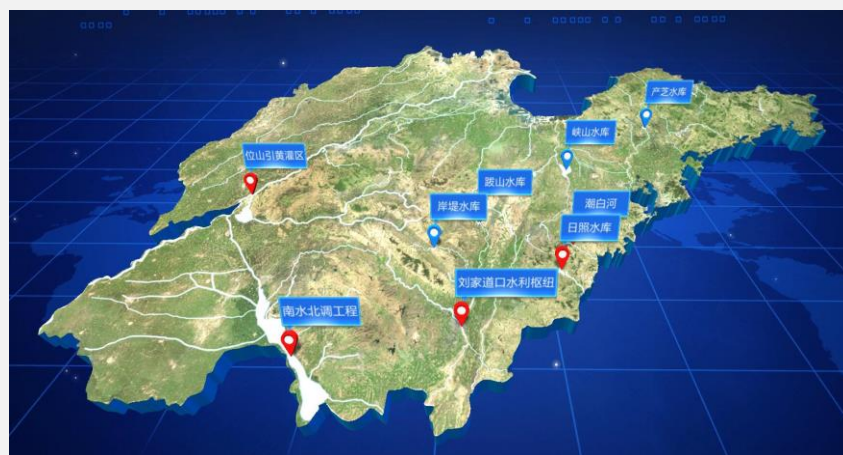 产芝水库
峡山水库
位山引黄灌区
跋山水库
岸堤水库
潮白河
日照水库
刘家道口水利枢纽
南水北调工程